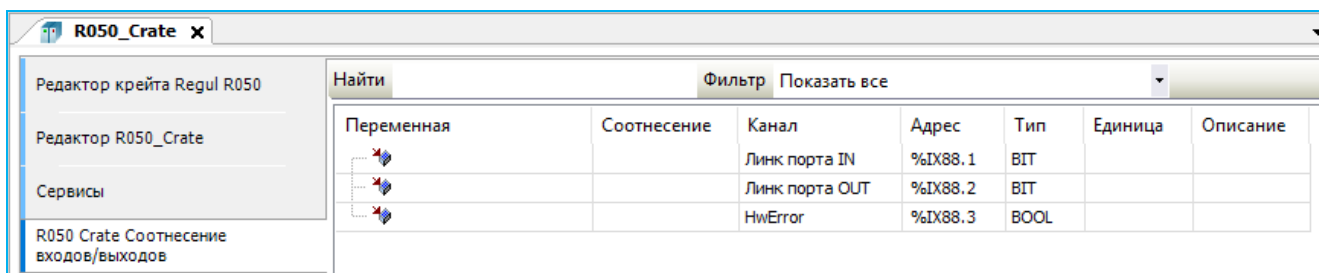 R050_Crate x
Редактор крейта Regul R050
Редактор R050_Crate
Сервисы
R050 Crate Соотнесение
входов/выходов
Найти Фильтр Показать все
Переменная Соотнесение Канал Адрес Тип Единица Описание
Линк порта IN %IX88.1 BIT
Линк порта OUT %IX88.2 BIT
HwError %IX88.3 BOOL